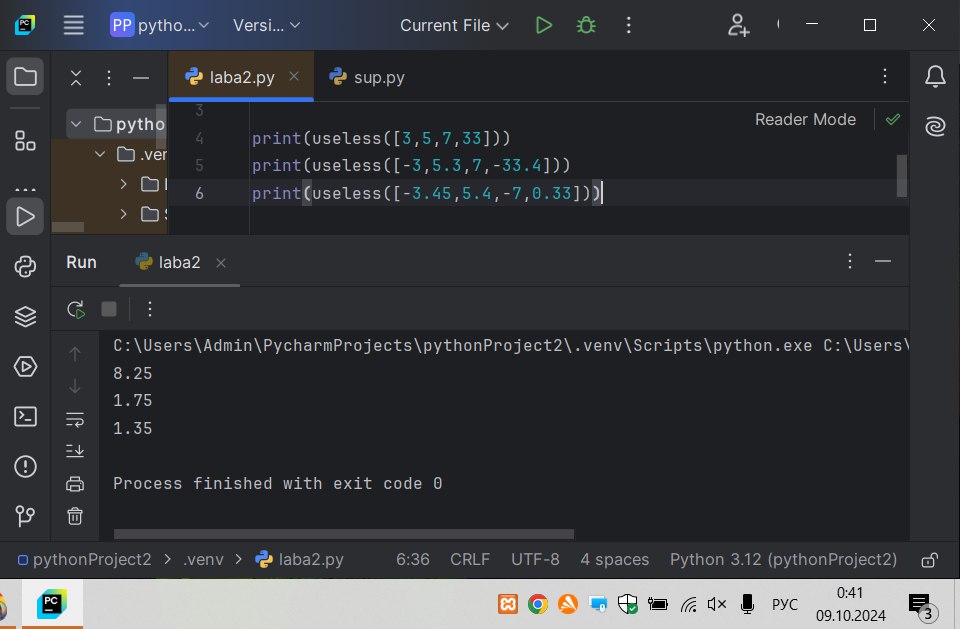 PC PP pytho... Versi... Current File
laba2.py sup.py
Reader Mode
pytho
.ven
3
4 print(useless([3,5,7,33]))
5 print(useless([-3,5.3,7,-33.4]))
6 print(useless([-3.45,5.4,-7,0.33]))
Run laba2
C:\Users\Admin\PycharmProjects\pythonProject2\.venv\Scripts\python.exe C:\Users\
8.25
1.75
1.35
Process finished with exit code 0
pythonProject2 > .venv > laba2.py 6:36 CRLF UTF-8 4 spaces Python 3.12 (pythonProject2)
PC РУС 0:41
09.10.2024 3